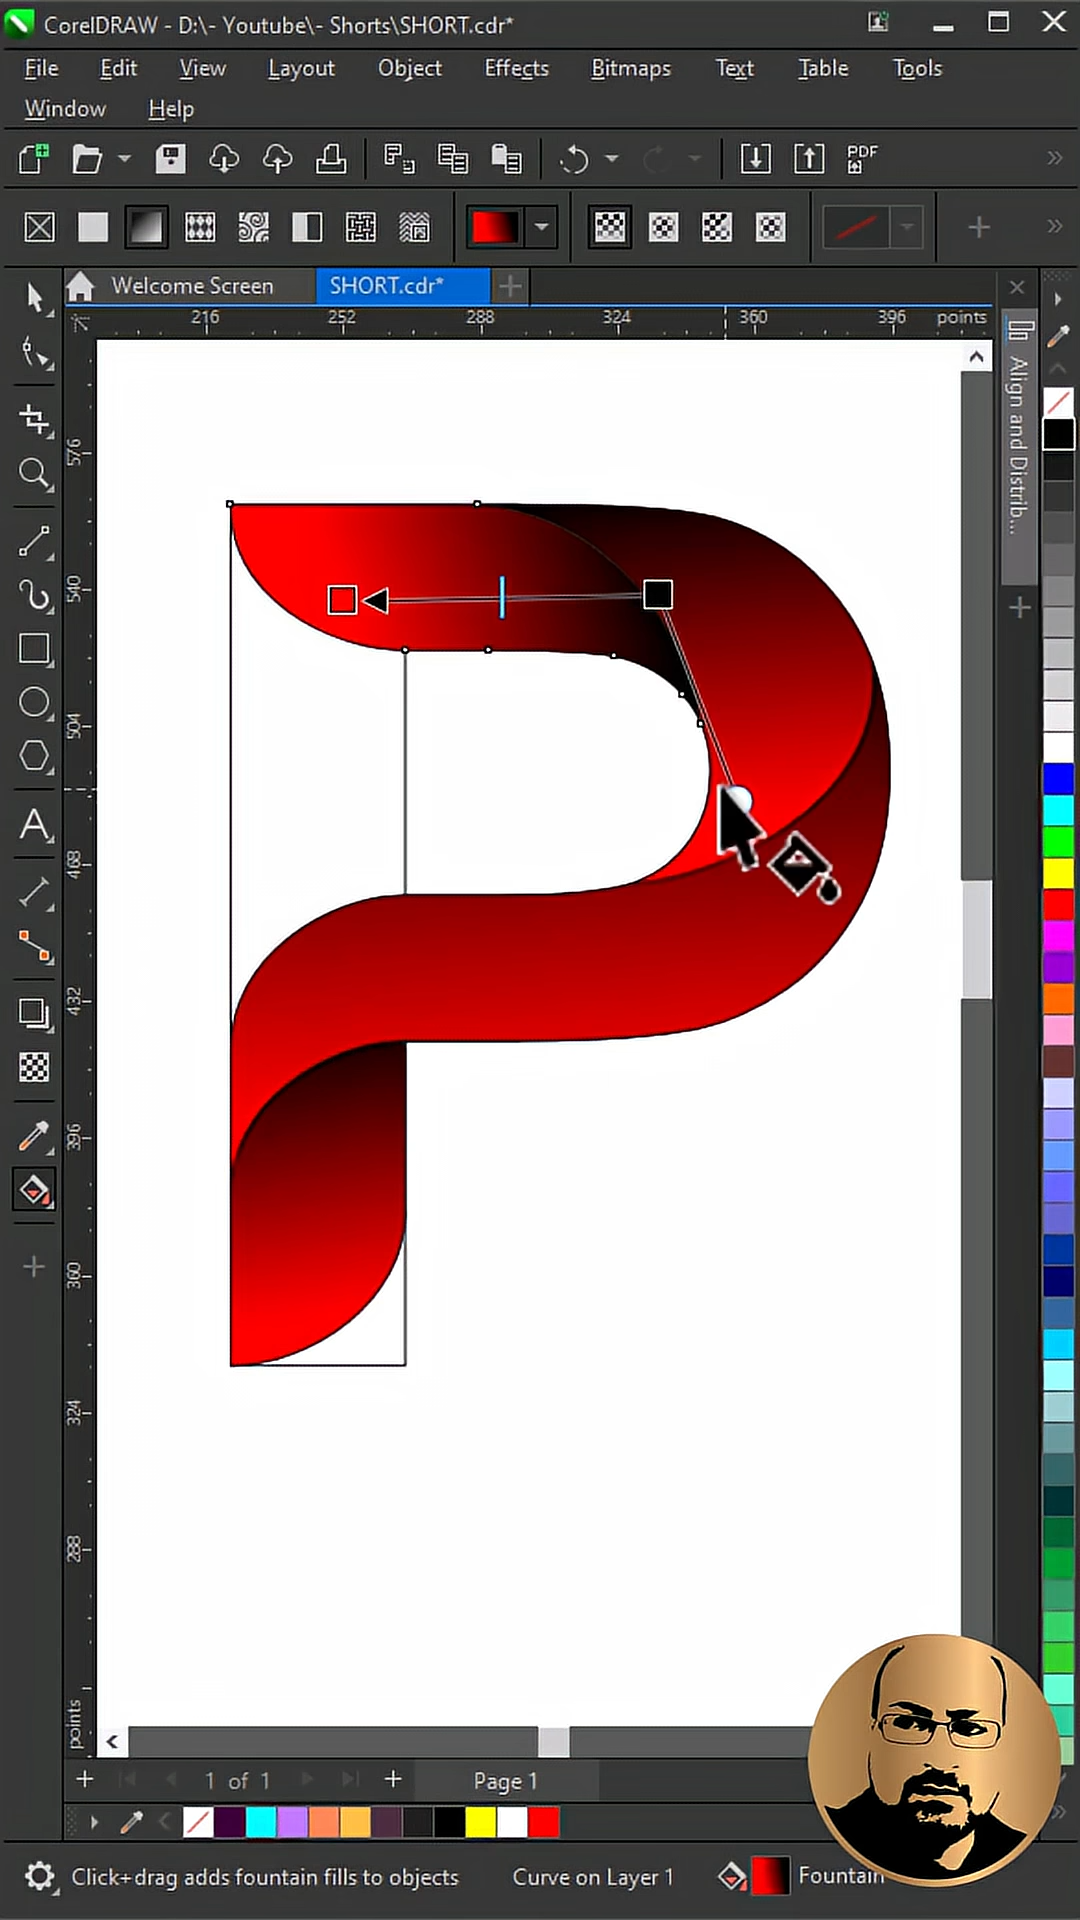 CorelDRAW - D:\- Youtube\- Shorts\SHORT.cdr*
File Edit View Layout Object Effects Bitmaps Text Table Tools
Window Help
PDF
Welcome Screen SHORT.cdr*
216 252 288 324 360 396 points
Align and Distrib...
576
540
504
468
432
396
360
324
288
points
1 of 1 Page 1
Click+drag adds fountain fills to objects Curve on Layer 1 Fountain